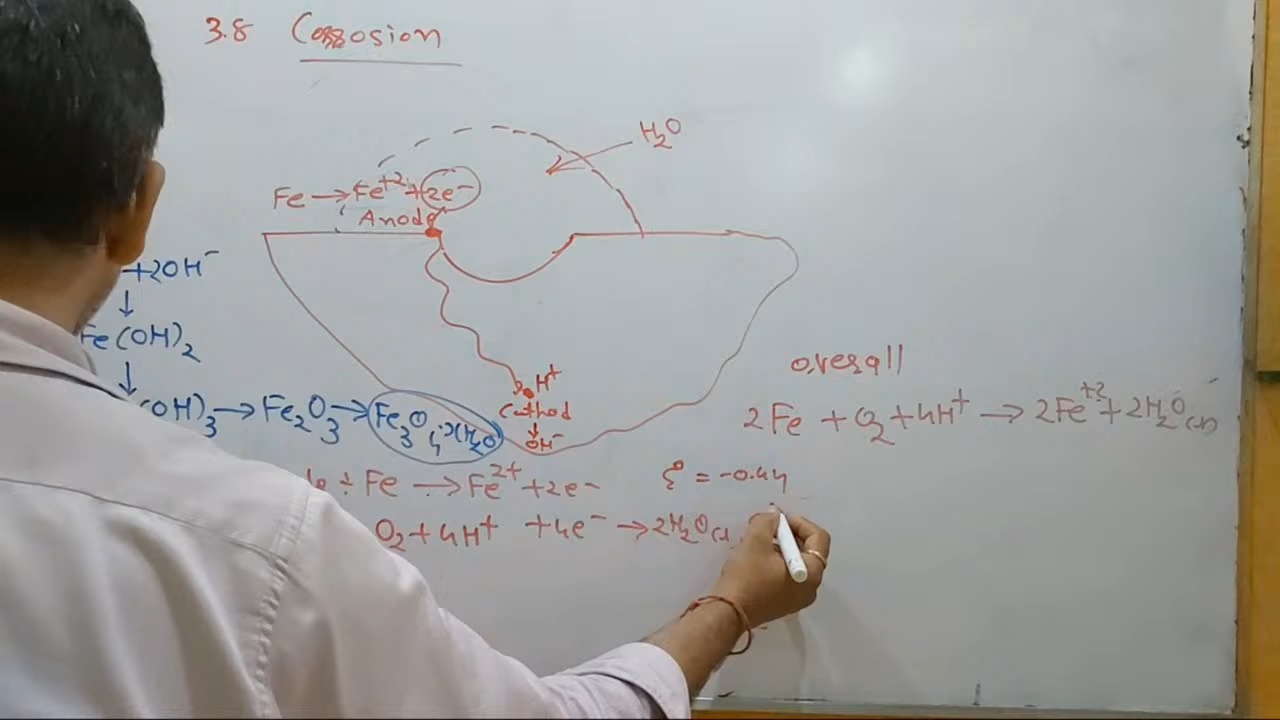 3.8 Corrosion
H₂O
Fe → Fe⁺² + 2e⁻
Anode
+2OH⁻
↓
Fe(OH)₂
↓
(OH)₃ → Fe₂O₃ → Fe₃O₄·x(H₂O)
H⁺
Cathod
↓
OH⁻
overall
2Fe + O₂ + 4H⁺ → 2Fe⁺² + 2H₂O(l)
Fe → Fe²⁺ + 2e⁻ ε° = -0.44
O₂ + 4H⁺ + 4e⁻ → 2H₂O(l)